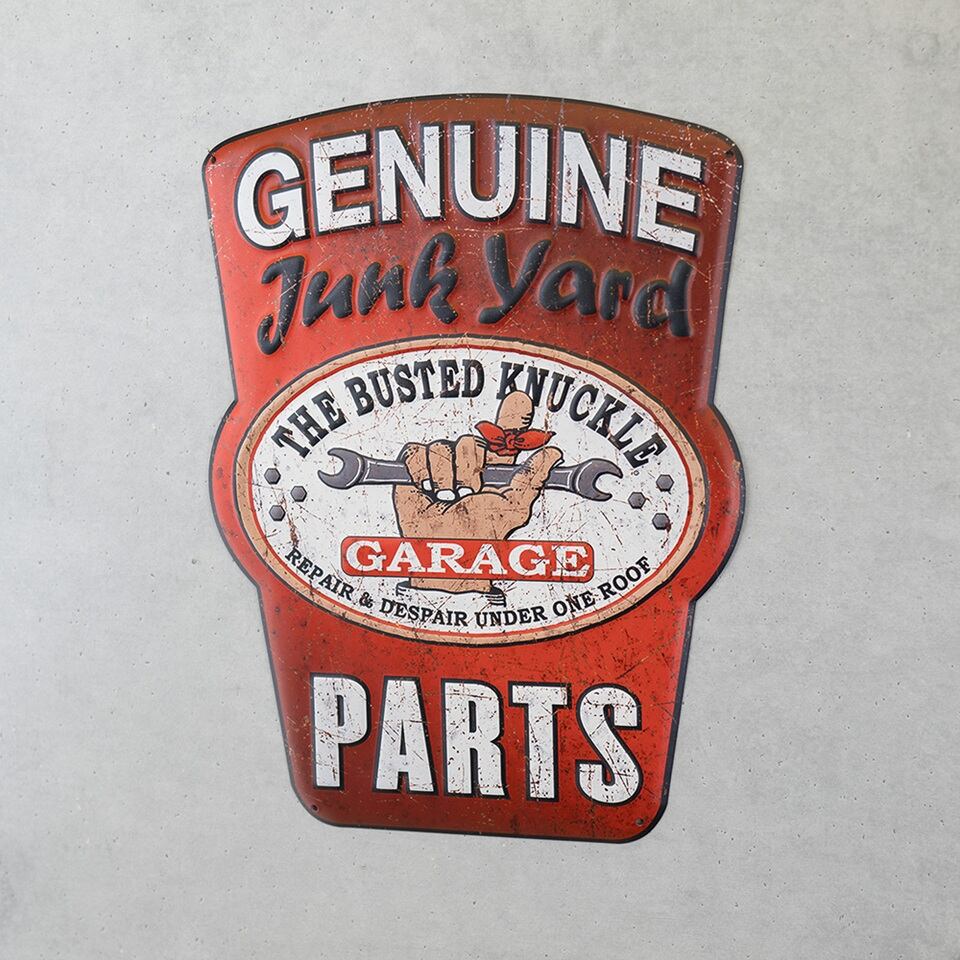 GENUINE
Junk Yard
THE BUSTED KNUCKLE
GARAGE
REPAIR & DESPAIR UNDER ONE ROOF
PARTS